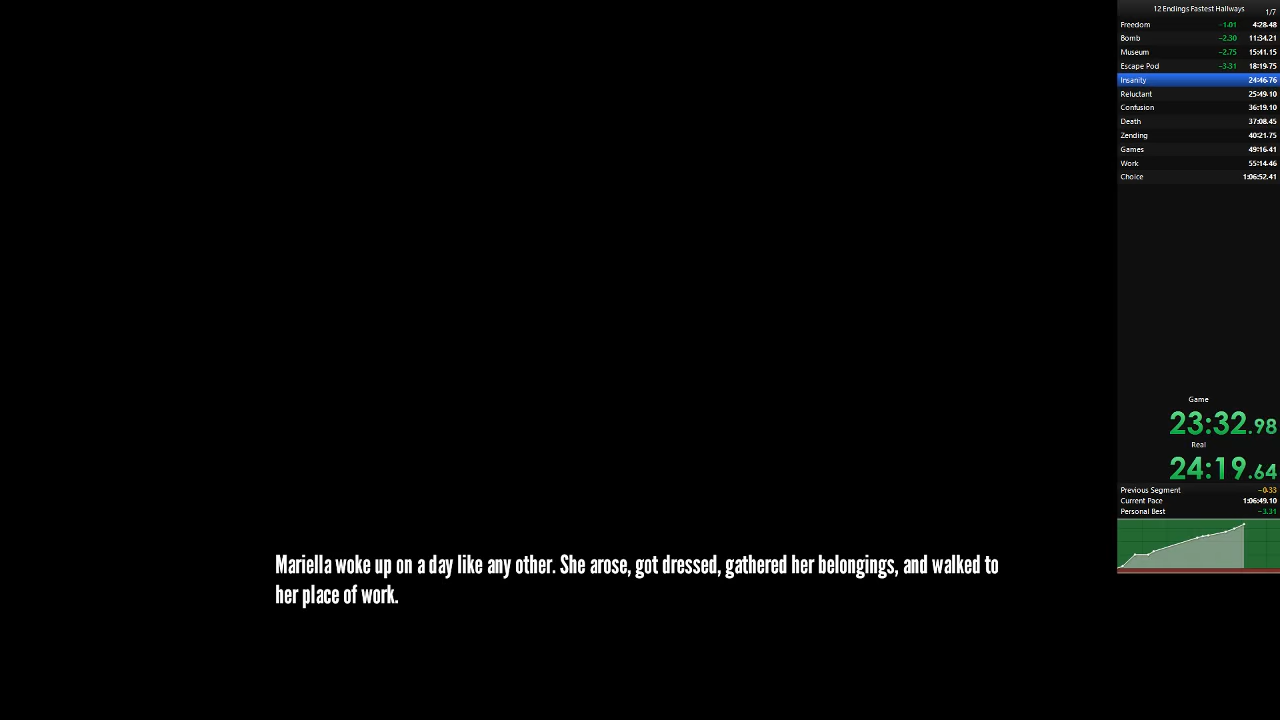 12 Endings Fastest Hallways
1/7
Freedom -1.01 4:28.48
Bomb -2.30 11:34.21
Museum -2.75 15:41.15
Escape Pod -3.31 18:19.75
Insanity 24:46.76
Reluctant 25:49.10
Confusion 36:19.10
Death 37:08.45
Zending 40:21.75
Games 49:16.41
Work 55:14.46
Choice 1:06:52.41
Game
23:32.98
Real
24:19.64
Previous Segment -0.33
Current Pace 1:06:49.10
Personal Best -3.31
Mariella woke up on a day like any other. She arose, got dressed, gathered her belongings, and walked to
her place of work.